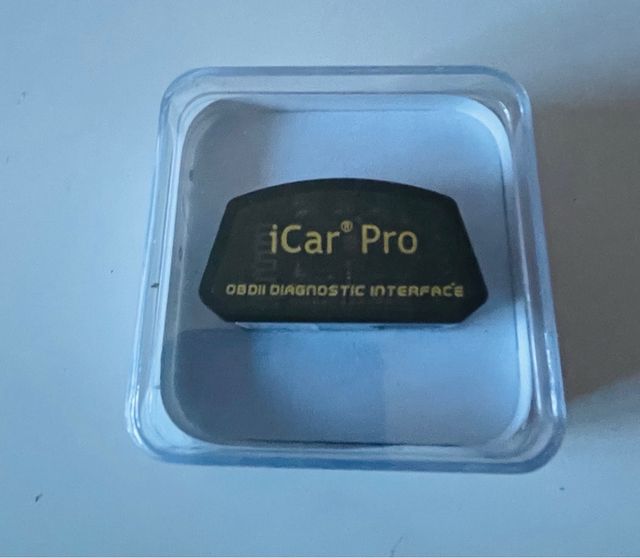 iCar® Pro
OBDII DIAGNOSTIC INTERFACE